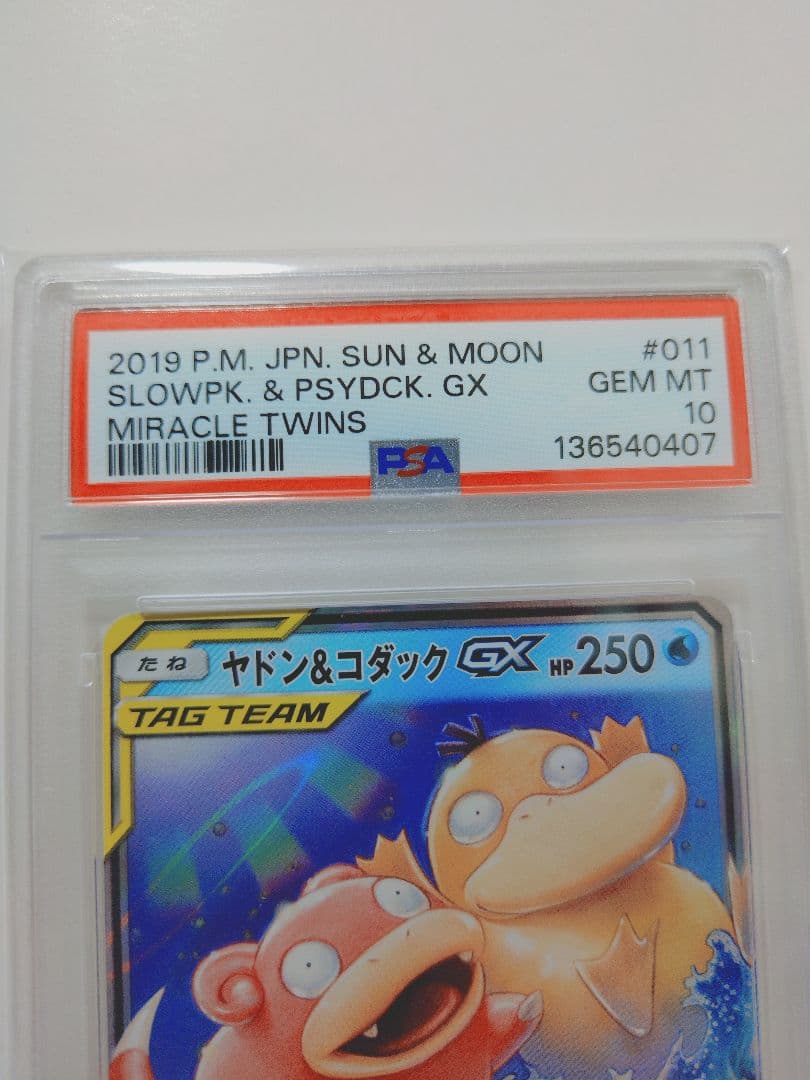 2019 P.M. JPN. SUN & MOON #011
SLOWPK. & PSYDCK. GX GEM MT
MIRACLE TWINS 10
PSA 136540407
たね ヤドン&コダック GX HP 250
TAG TEAM